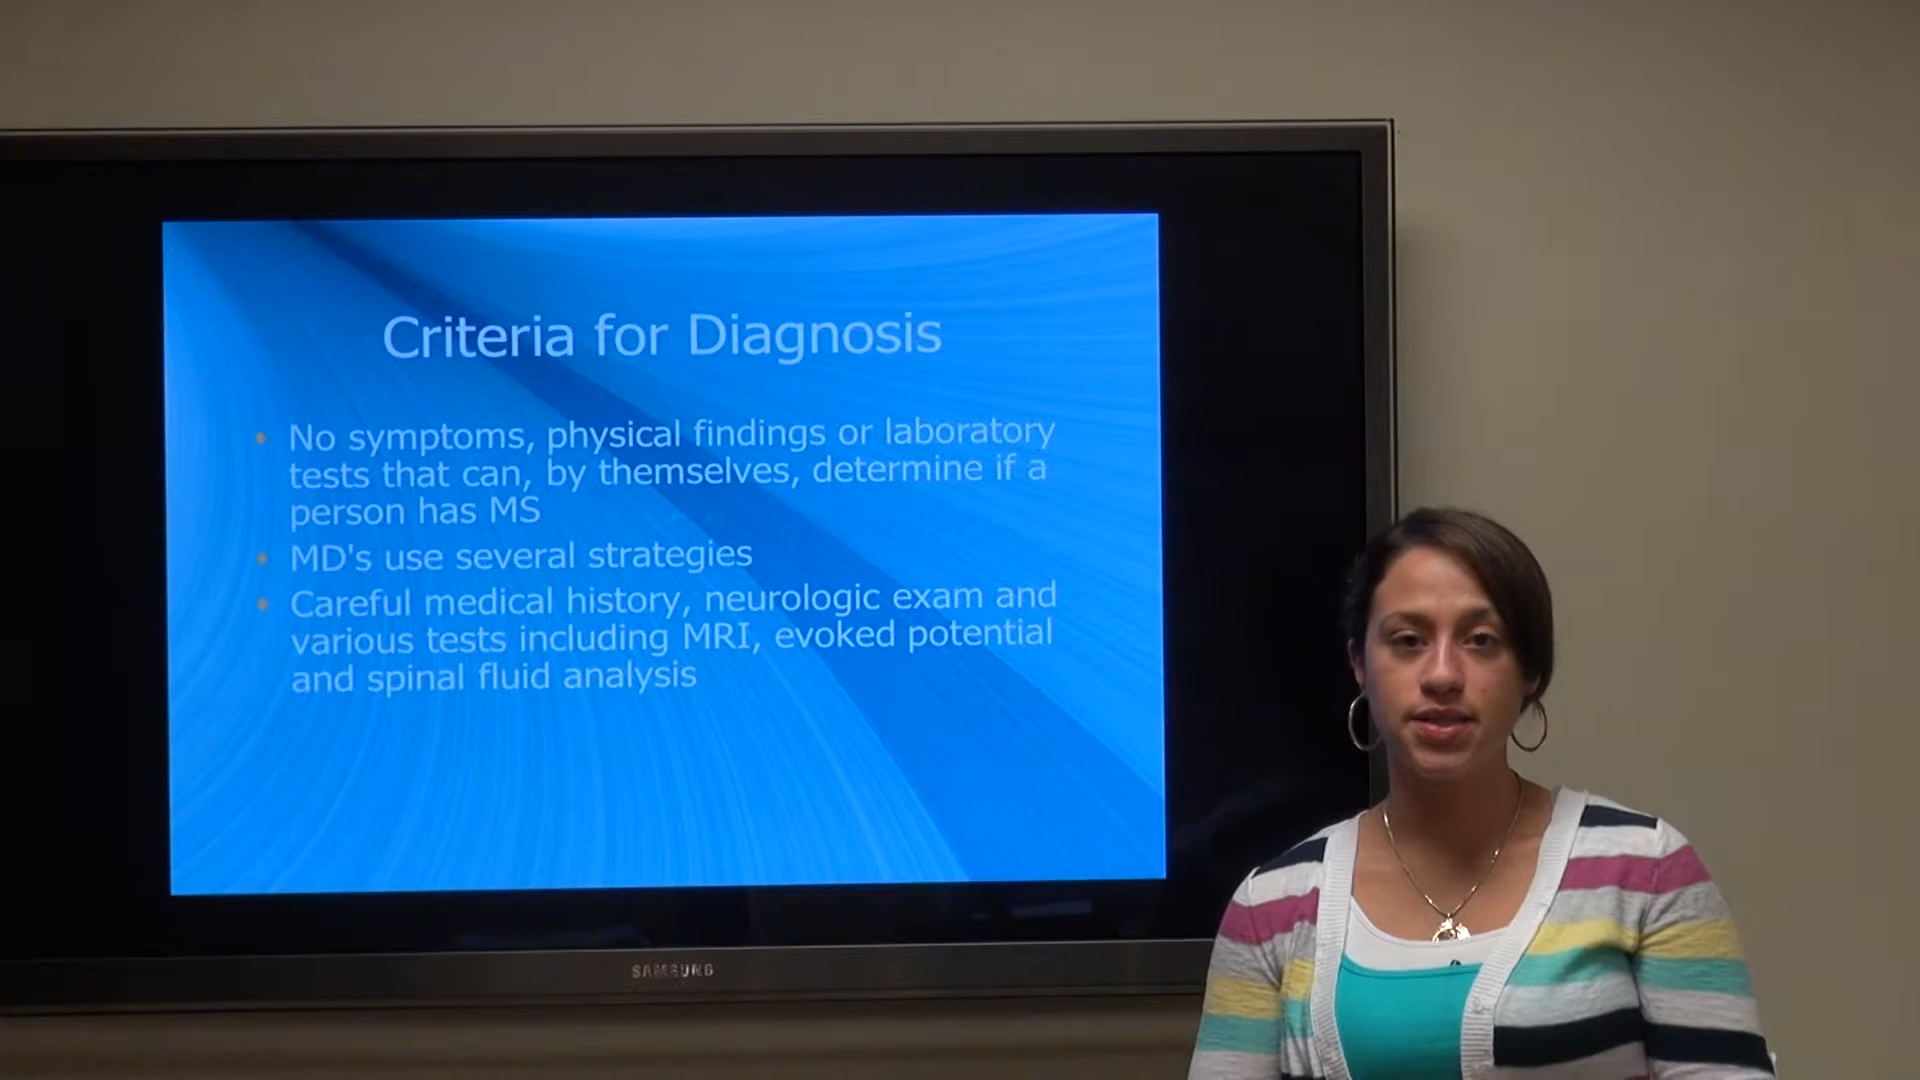 Criteria for Diagnosis
• No symptoms, physical findings or laboratory
tests that can, by themselves, determine if a
person has MS
• MD's use several strategies
• Careful medical history, neurologic exam and
various tests including MRI, evoked potential
and spinal fluid analysis
SAMSUNG